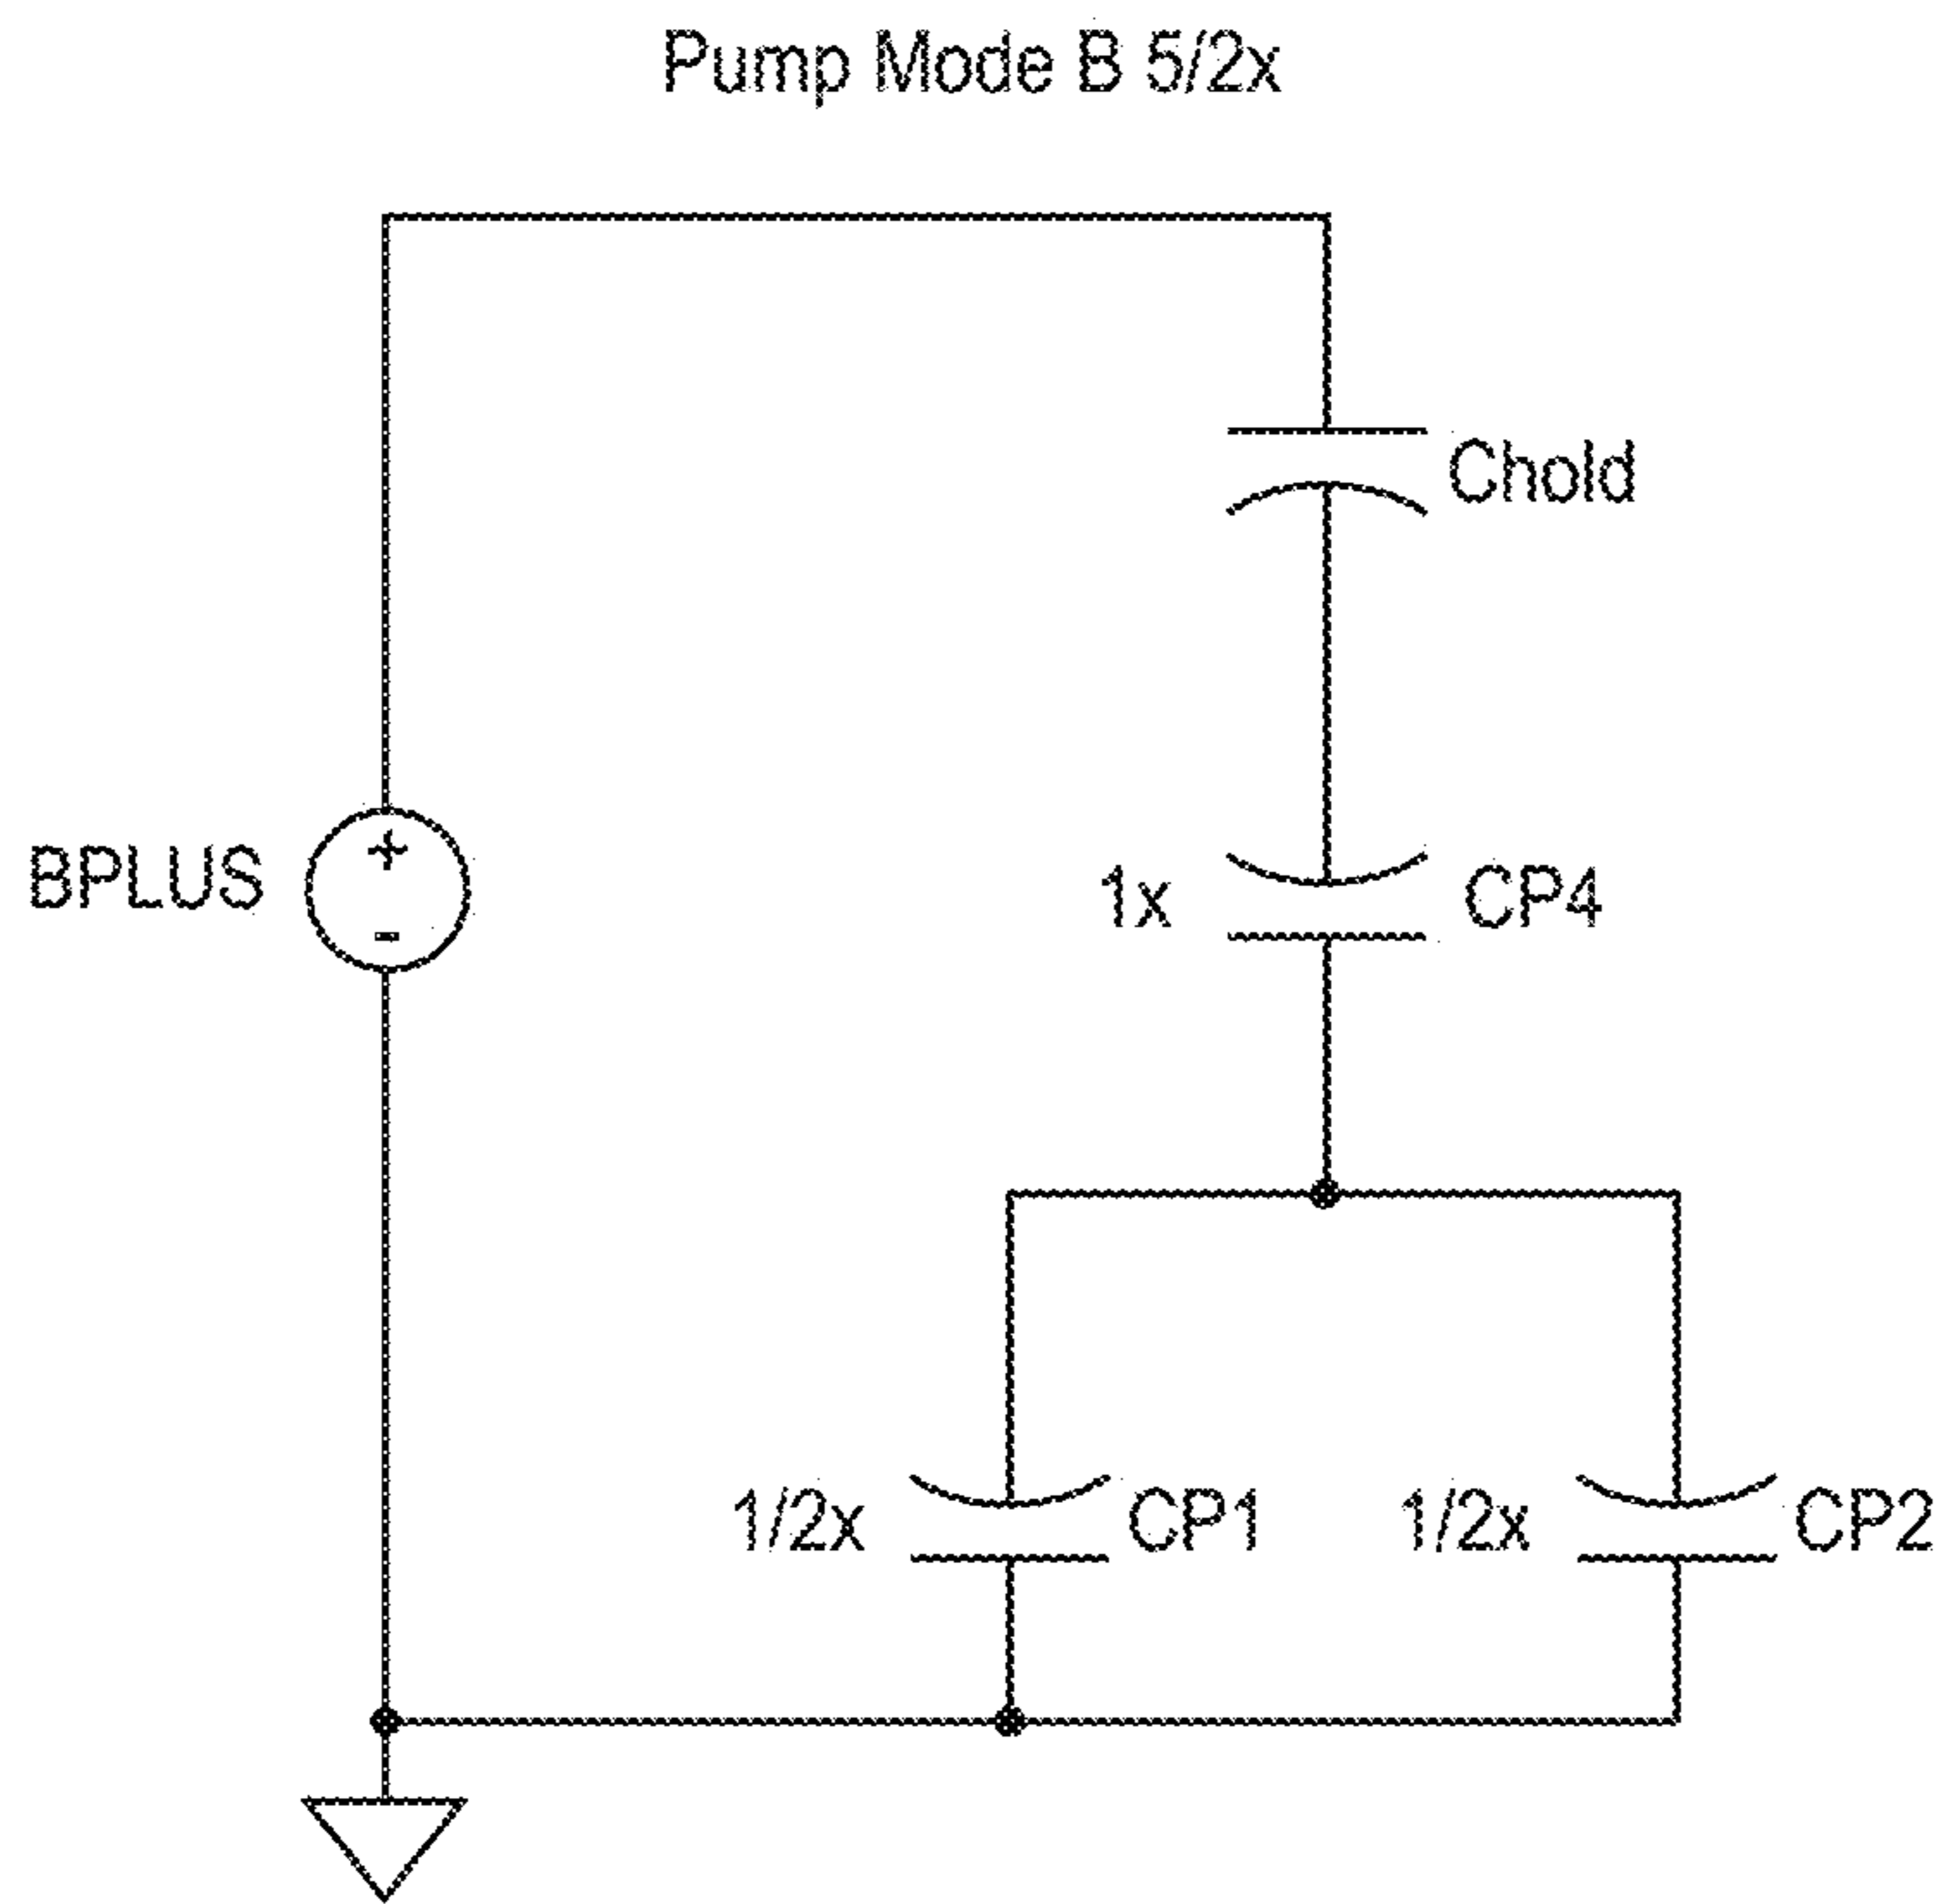 Pump Mode B 5/2x
Chold
BPLUS
+
-
1x
CP4
1/2x
CP1
1/2x
CP2